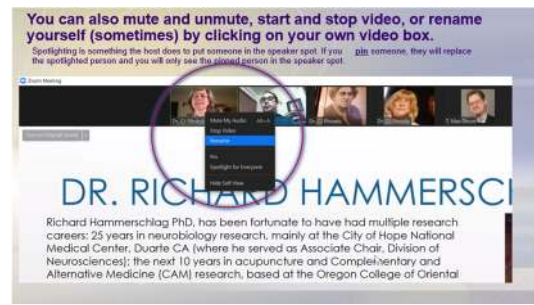 You can also mute and unmute, start and stop video, or rename
yourself (sometimes) by clicking on your own video box.
Spotlighting is something the host does to put someone in the speaker spot. If you pin someone, they will replace
the spotlighted person and you will only see the pinned person in the speaker spot.
Zoom Meeting
Mute My Audio Alt+A
Stop Video
Rename
Pin
Spotlight for Everyone
Hide Self View
DR. RICHARD HAMMERSCH
Richard Hammerschlag PhD, has been fortunate to have had multiple research
careers: 25 years in neurobiology research, mainly at the City of Hope National
Medical Center, Duarte CA (where he served as Associate Chair, Division of
Neurosciences); the next 10 years in acupuncture and Complementary and
Alternative Medicine (CAM) research, based at the Oregon College of Oriental